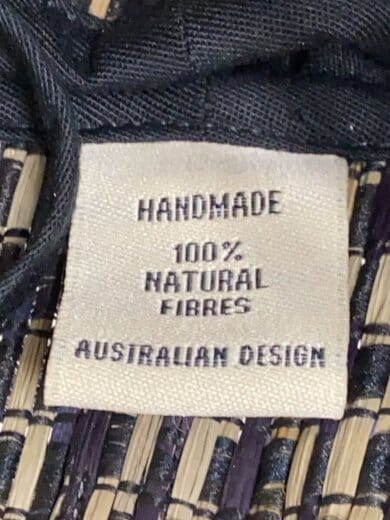 HANDMADE
100%
NATURAL
FIBRES
AUSTRALIAN DESIGN